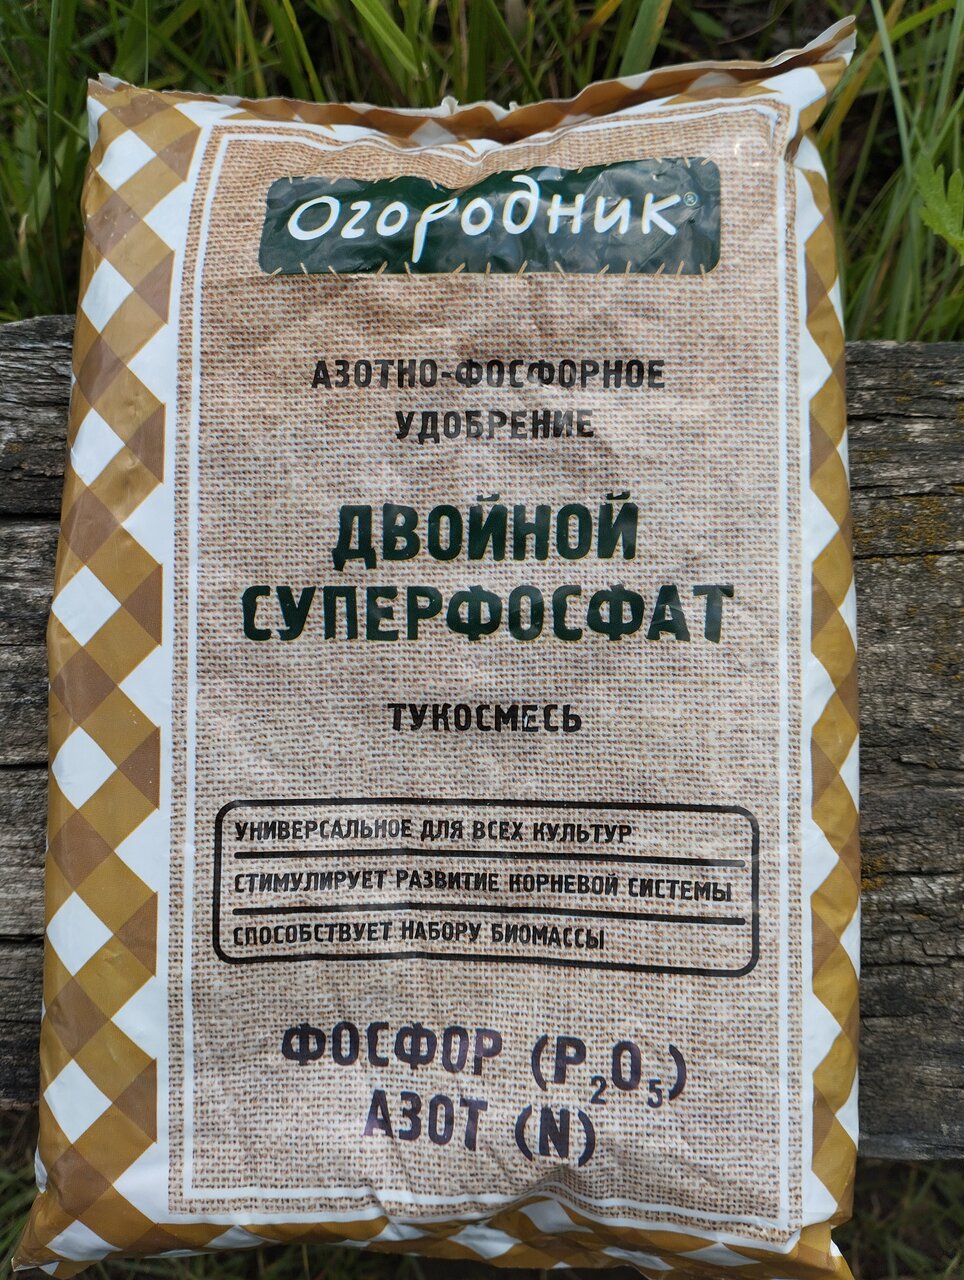 Огородник®
АЗОТНО-ФОСФОРНОЕ
УДОБРЕНИЕ
ДВОЙНОЙ
СУПЕРФОСФАТ
ТУКОСМЕСЬ
УНИВЕРСАЛЬНОЕ ДЛЯ ВСЕХ КУЛЬТУР
СТИМУЛИРУЕТ РАЗВИТИЕ КОРНЕВОЙ СИСТЕМЫ
СПОСОБСТВУЕТ НАБОРУ БИОМАССЫ
ФОСФОР (P₂O₅)
АЗОТ (N)